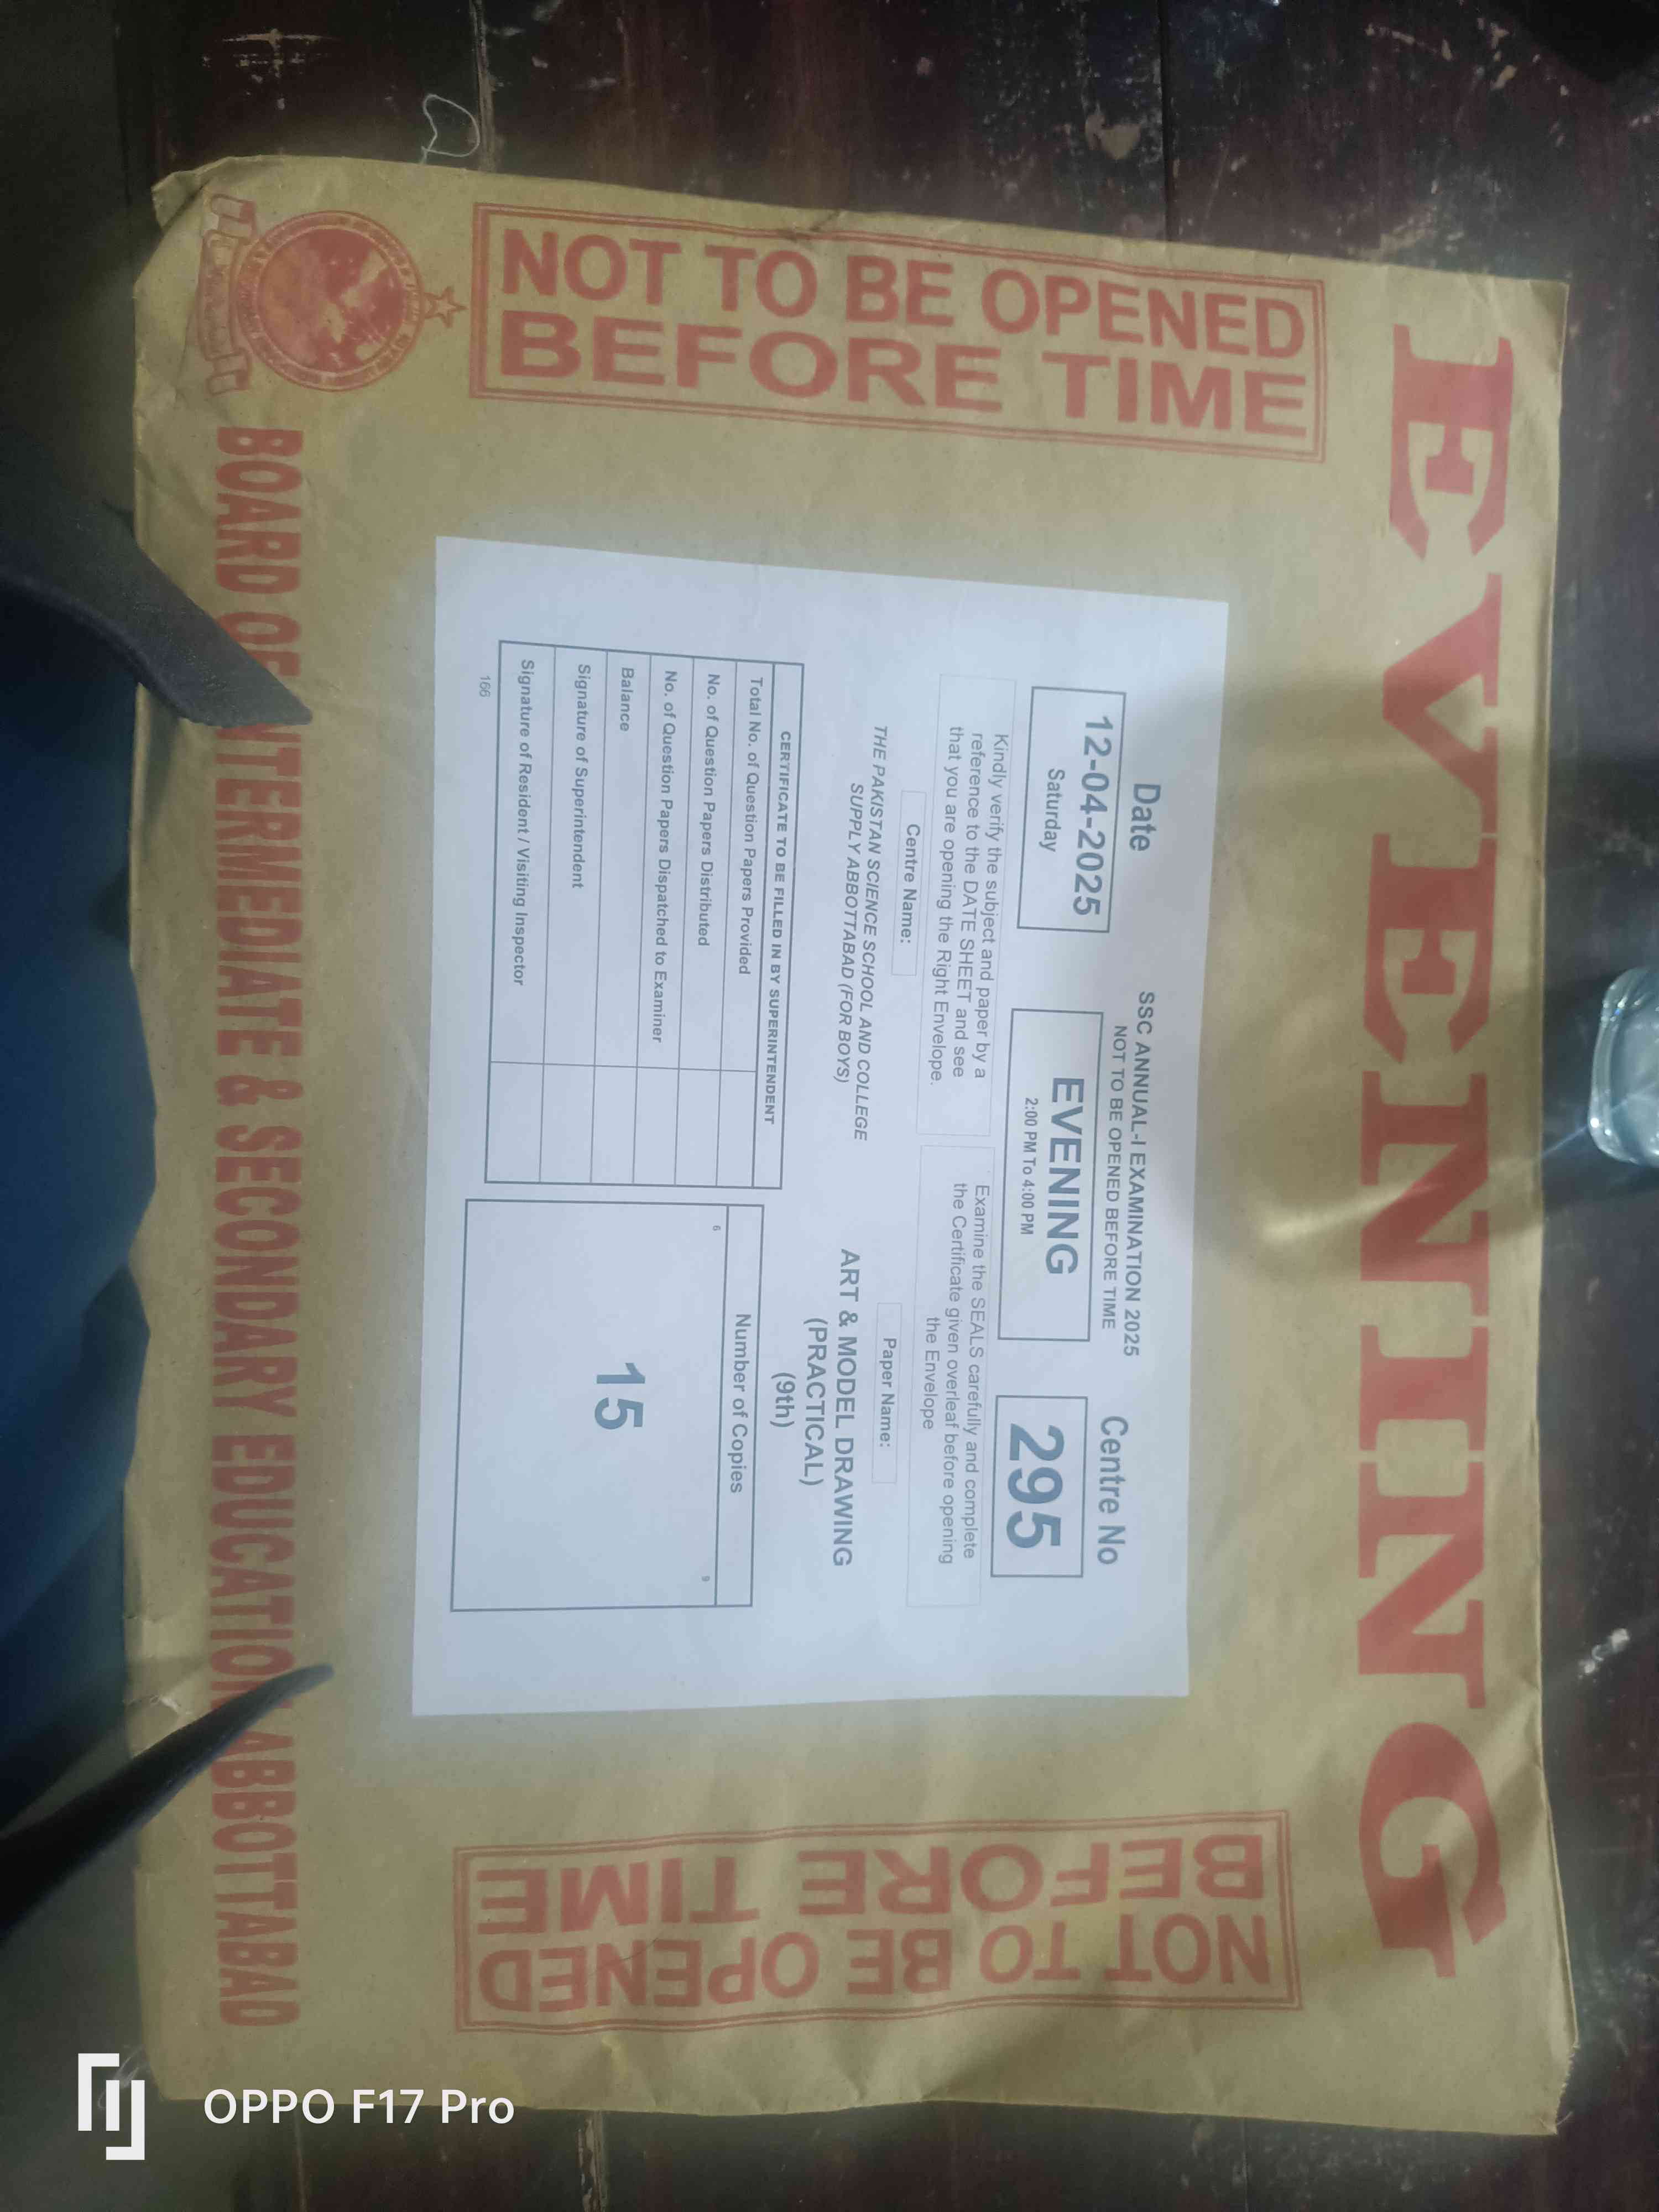 EVENING
NOT TO BE OPENED
BEFORE TIME
Date
SSC ANNUAL-I EXAMINATION 2025
NOT TO BE OPENED BEFORE TIME
Centre No
12-04-2025
Saturday
EVENING
2:00 PM To 4:00 PM
295
Kindly verify the subject and paper by a
reference to the DATE SHEET and see
that you are opening the Right Envelope.
Examine the SEALS carefully and complete
the Certificate given overleaf before opening
the Envelope
Centre Name:
THE PAKISTAN SCIENCE SCHOOL AND COLLEGE
SUPPLY ABBOTTABAD (FOR BOYS)
Paper Name:
ART & MODEL DRAWING
(PRACTICAL)
(9th)
CERTIFICATE TO BE FILLED IN BY SUPERINTENDENT
Total No. of Question Papers Provided
No. of Question Papers Distributed
No. of Question Papers Dispatched to Examiner
Balance
Signature of Superintendent
Signature of Resident / Visiting Inspector
166
Number of Copies
6
9
15
NOT TO BE OPENED
BEFORE TIME
BOARD OF INTERMEDIATE & SECONDARY EDUCATION ABBOTTABAD
OPPO F17 Pro